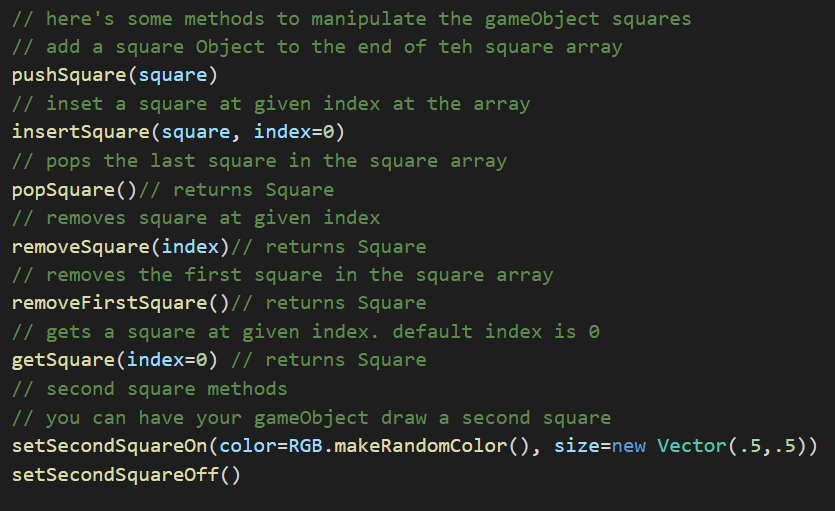 // here's some methods to manipulate the gameObject squares
// add a square Object to the end of teh square array
pushSquare(square)
// inset a square at given index at the array
insertSquare(square, index=0)
// pops the last square in the square array
popSquare()// returns Square
// removes square at given index
removeSquare(index)// returns Square
// removes the first square in the square array
removeFirstSquare()// returns Square
// gets a square at given index. default index is 0
getSquare(index=0) // returns Square
// second square methods
// you can have your gameObject draw a second square
setSecondSquareOn(color=RGB.makeRandomColor(), size=new Vector(.5,.5))
setSecondSquareOff()